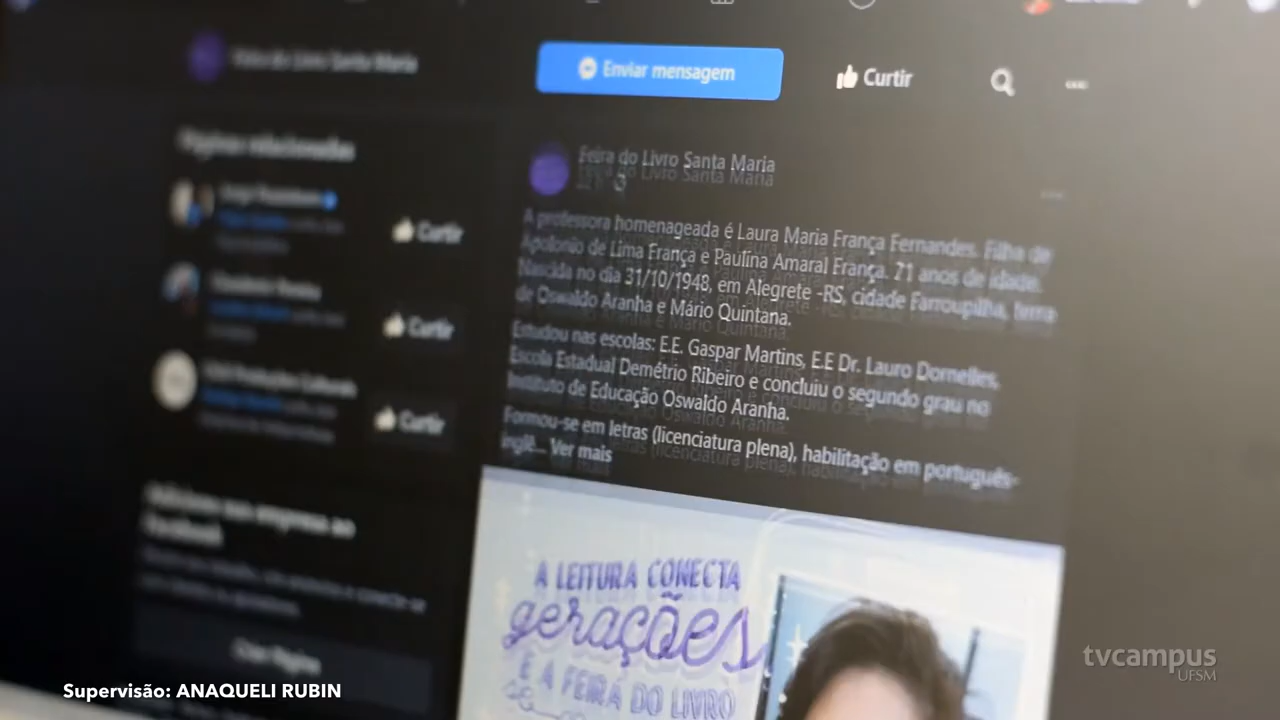 Feira do Livro Santa Maria
Enviar mensagem
Curtir
Páginas relacionadas
Curtir
Curtir
Curtir
Feira do Livro Santa Maria
A professora homenageada é Laura Maria França Fernandes. Filha de
Apolonio de Lima França e Paulina Amaral França. 71 anos de idade.
Nascida no dia 31/10/1948, em Alegrete -RS, cidade Farroupilha, terra
de Oswaldo Aranha e Mário Quintana.
Estudou nas escolas: E.E. Gaspar Martins, E.E Dr. Lauro Dornelles,
Escola Estadual Demétrio Ribeiro e concluiu o segundo grau no
Instituto de Educação Oswaldo Aranha.
Formou-se em letras (licenciatura plena), habilitação em português-
inglê... Ver mais
Adicione sua empresa ao
Facebook
Criar Página
A LEITURA CONECTA
gerações
E A FEIRA DO LIVRO
tvcampus
UFSM
Supervisão: ANAQUELI RUBIN